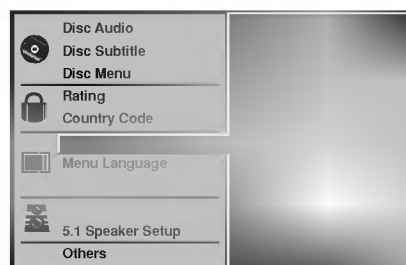 Disc Audio
Disc Subtitle
Disc Menu
Rating
Country Code
Menu Language
5.1 Speaker Setup
Others